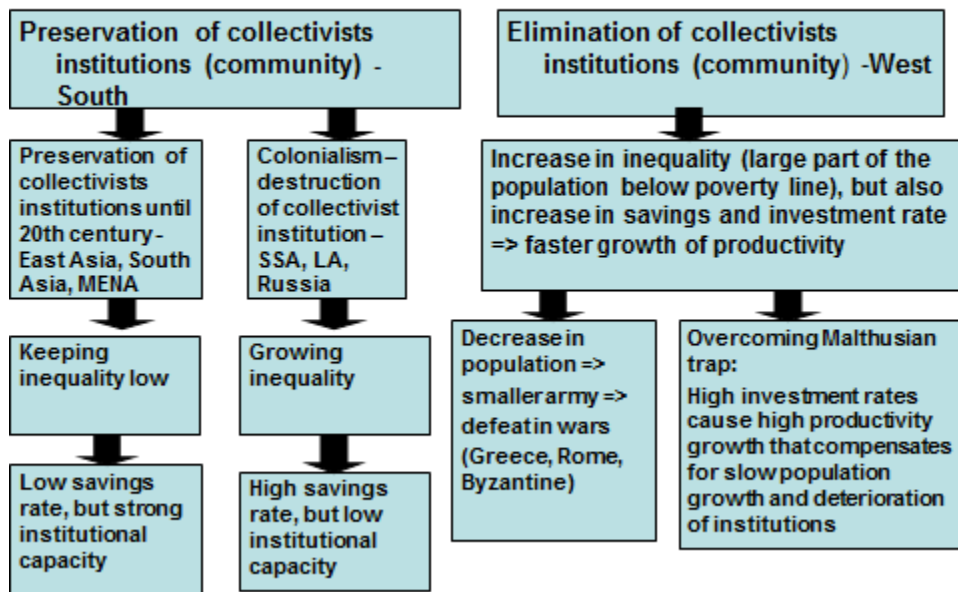 Preservation of collectivists
institutions (community) -
South
Elimination of collectivists
institutions (community) -West
Preservation of
collectivists
institutions until
20th century-
East Asia, South
Asia, MENA
Colonialism–
destruction
of collectivist
institution–
SSA, LA,
Russia
Increase in inequality (large part of the
population below poverty line), but also
increase in savings and investment rate
=> faster growth of productivity
Keeping
inequality low
Growing
inequality
Decrease in
population =>
smaller army =>
defeat in wars
(Greece, Rome,
Byzantine)
Overcoming Malthusian
trap:
High investment rates
cause high productivity
growth that compensates
for slow population
growth and deterioration
of institutions
Low savings
rate, but strong
institutional
capacity
High savings
rate, but low
institutional
capacity